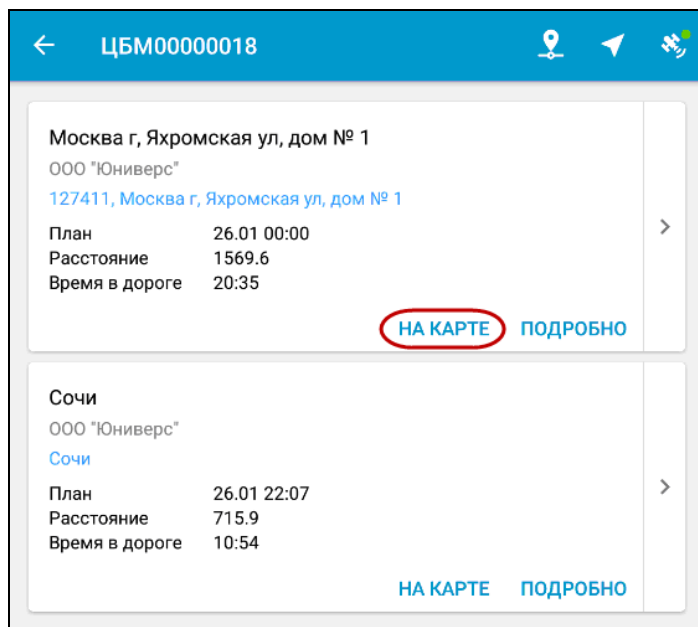 ЦБМ00000018
Москва г, Яхромская ул, дом № 1
ООО "Юниверс"
127411, Москва г, Яхромская ул, дом № 1
План 26.01 00:00
Расстояние 1569.6
Время в дороге 20:35
НА КАРТЕ ПОДРОБНО
Сочи
ООО "Юниверс"
Сочи
План 26.01 22:07
Расстояние 715.9
Время в дороге 10:54
НА КАРТЕ ПОДРОБНО